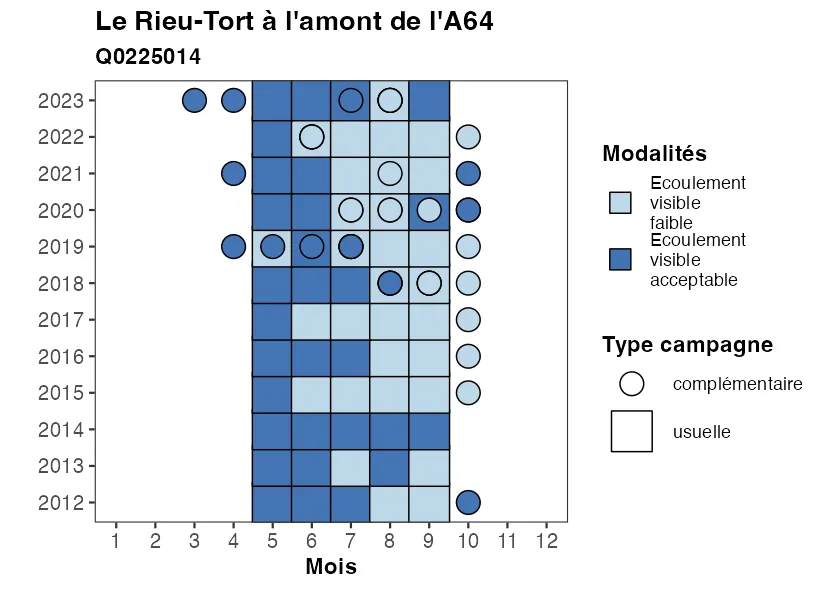 Le Rieu-Tort à l'amont de l'A64
Q0225014
2023
2022
2021
2020
2019
2018
2017
2016
2015
2014
2013
2012
1 2 3 4 5 6 7 8 9 10 11 12
Mois
Modalités
Ecoulement
visible
faible
Ecoulement
visible
acceptable
Type campagne
complémentaire
usuelle